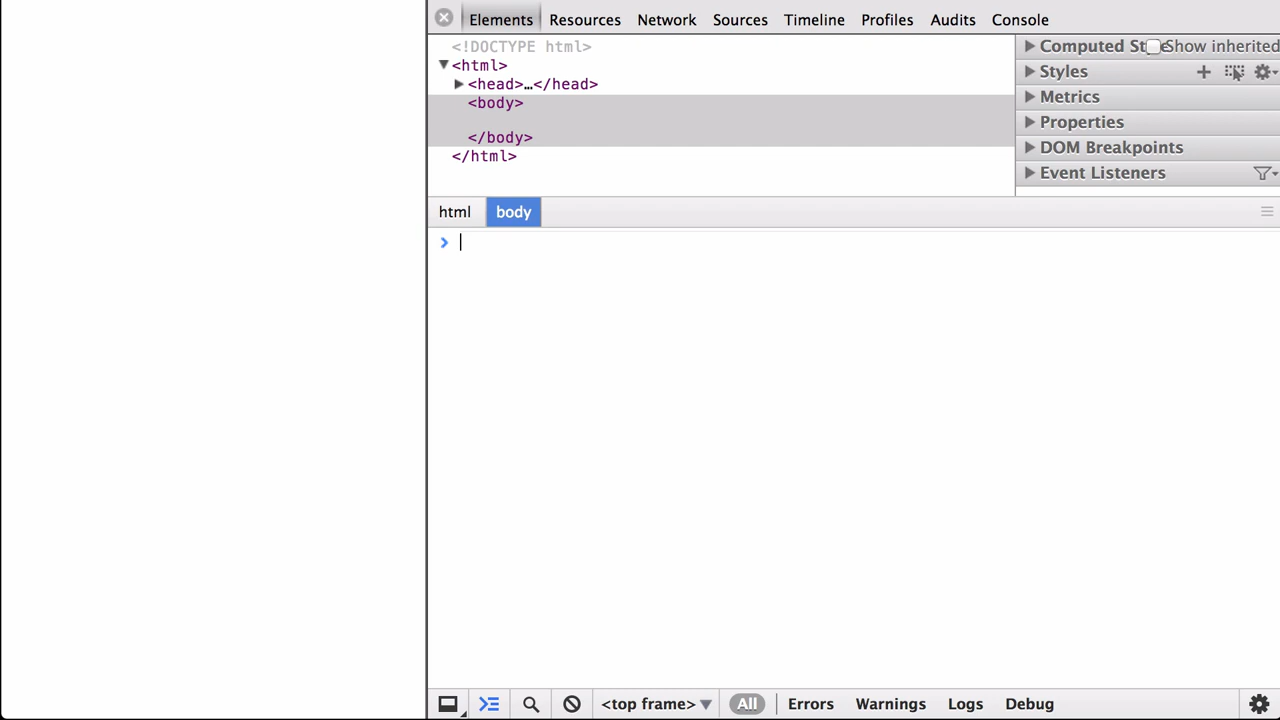 Elements Resources Network Sources Timeline Profiles Audits Console
<!DOCTYPE html>
<html>
<head>…</head>
<body>
</body>
</html>
Computed Style Show inherited
Styles
Metrics
Properties
DOM Breakpoints
Event Listeners
html body
<top frame> All Errors Warnings Logs Debug